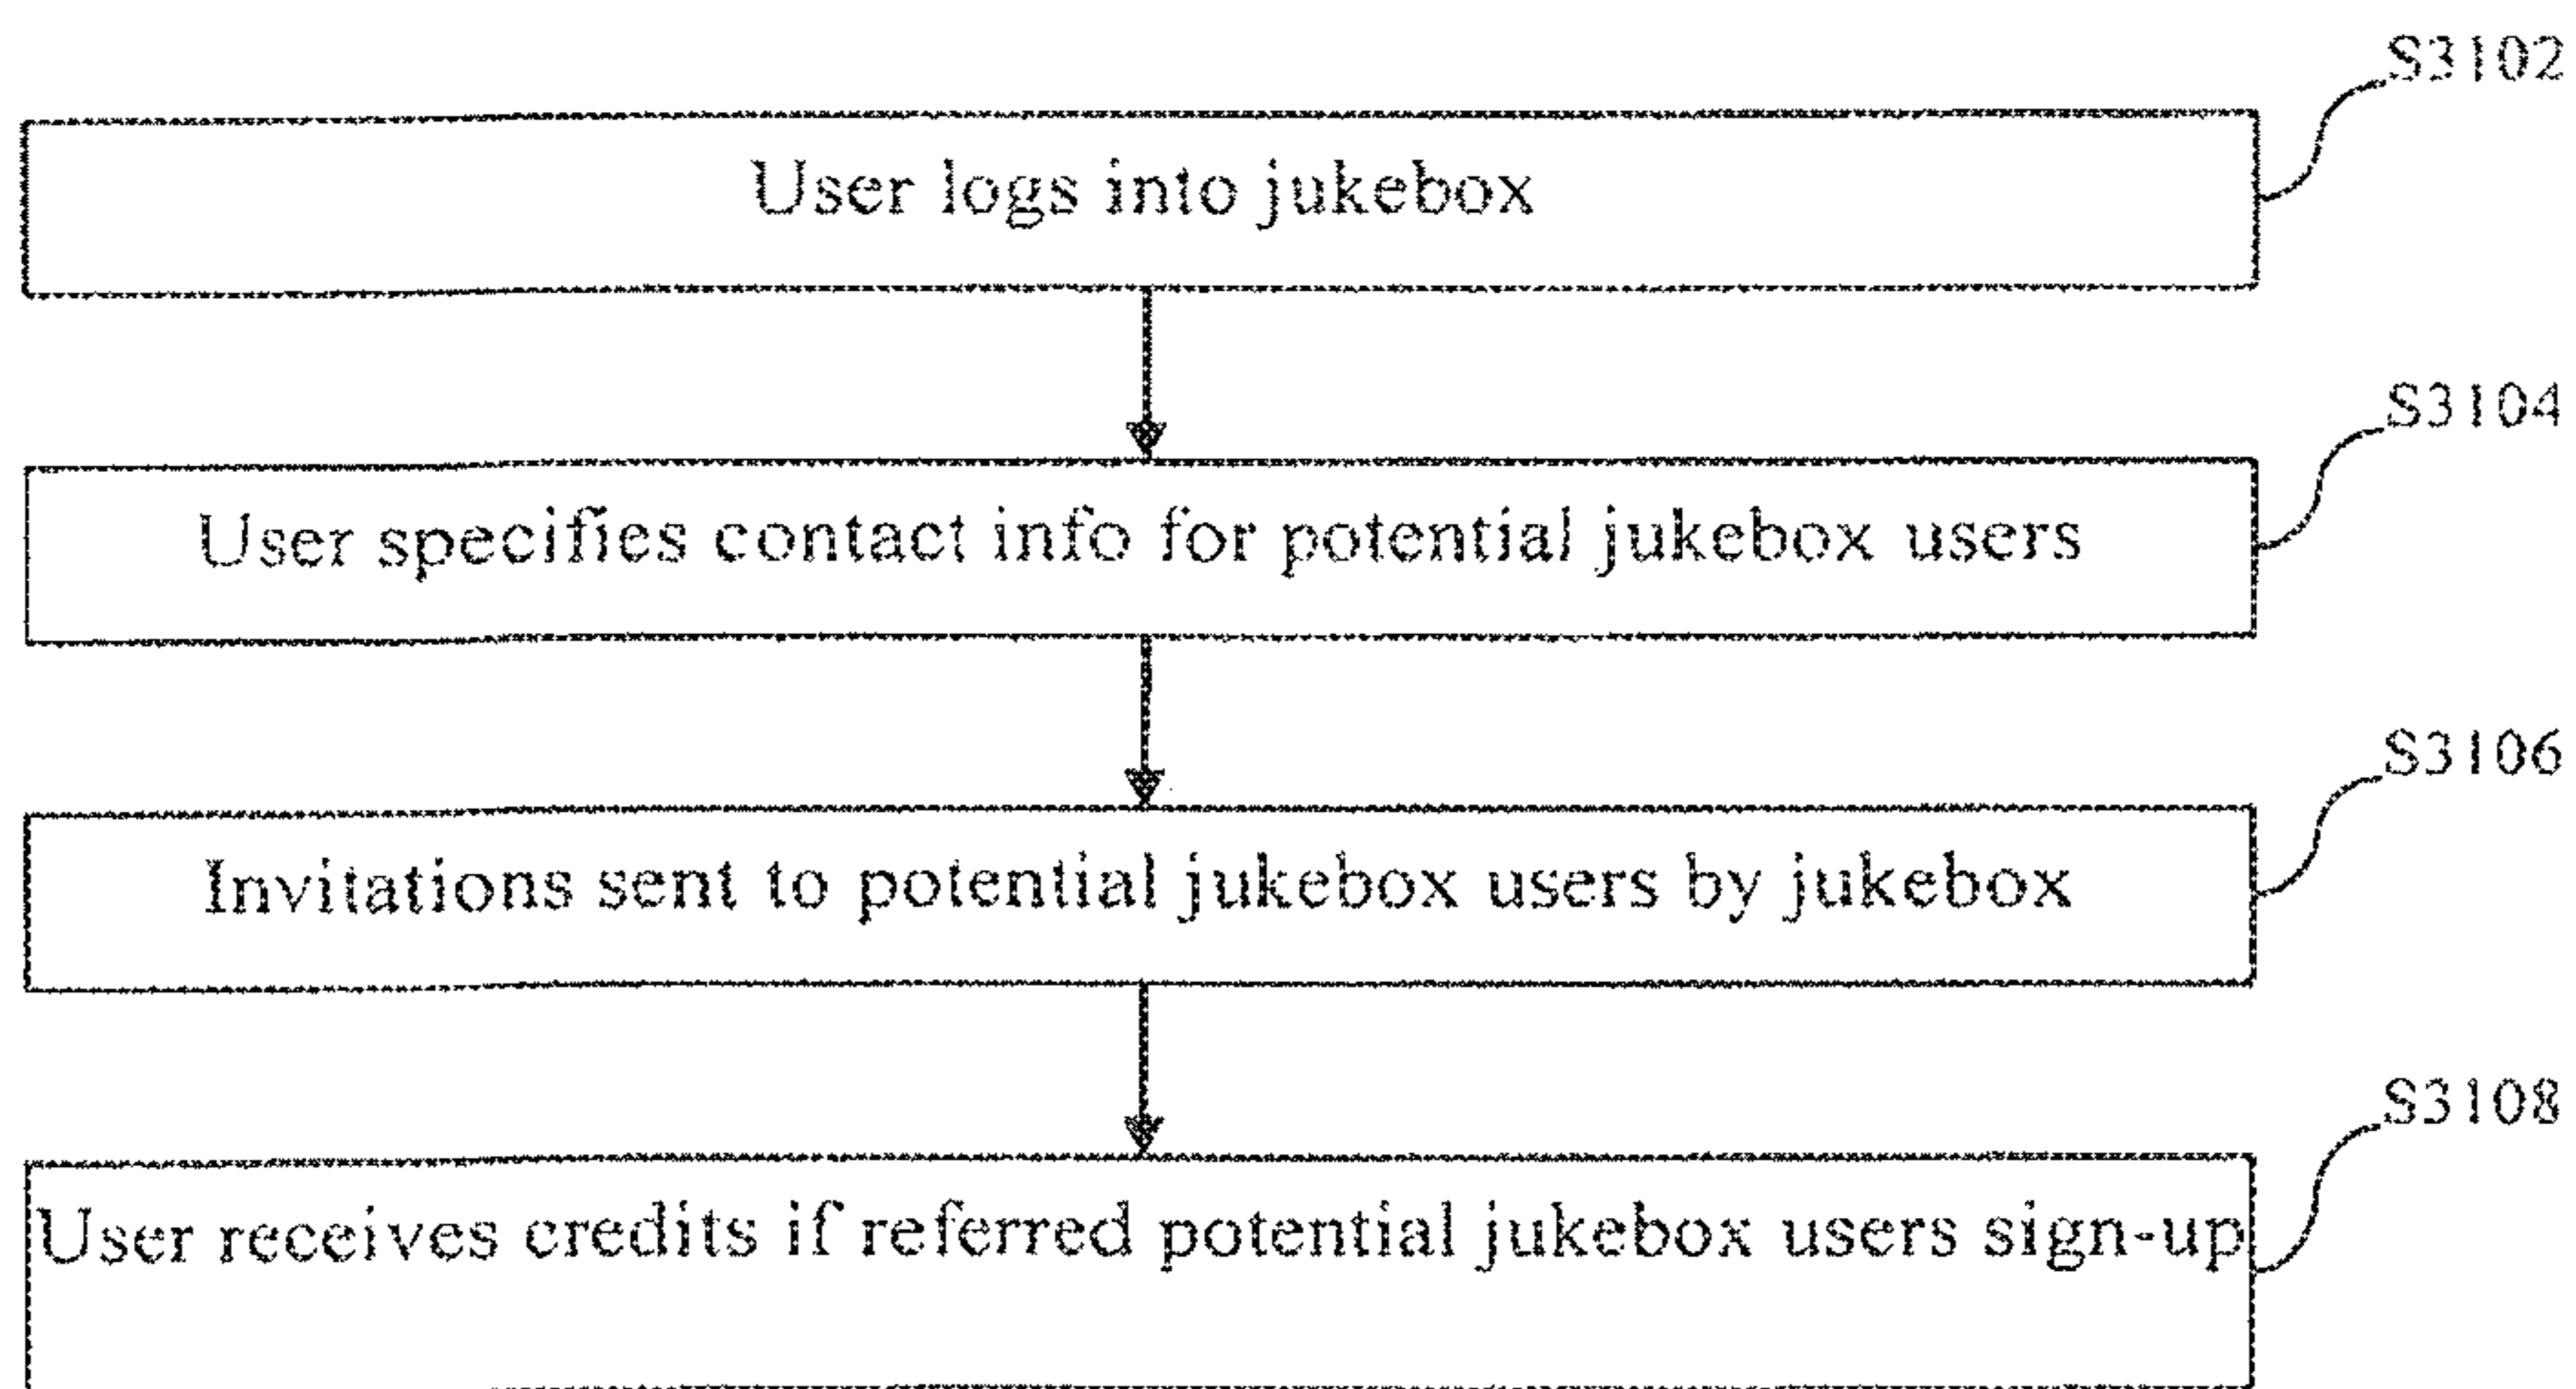 S3102
User logs into jukebox
S3104
User specifies contact info for potential jukebox users
S3106
Invitations sent to potential jukebox users by jukebox
S3108
User receives credits if referred potential jukebox users sign-up